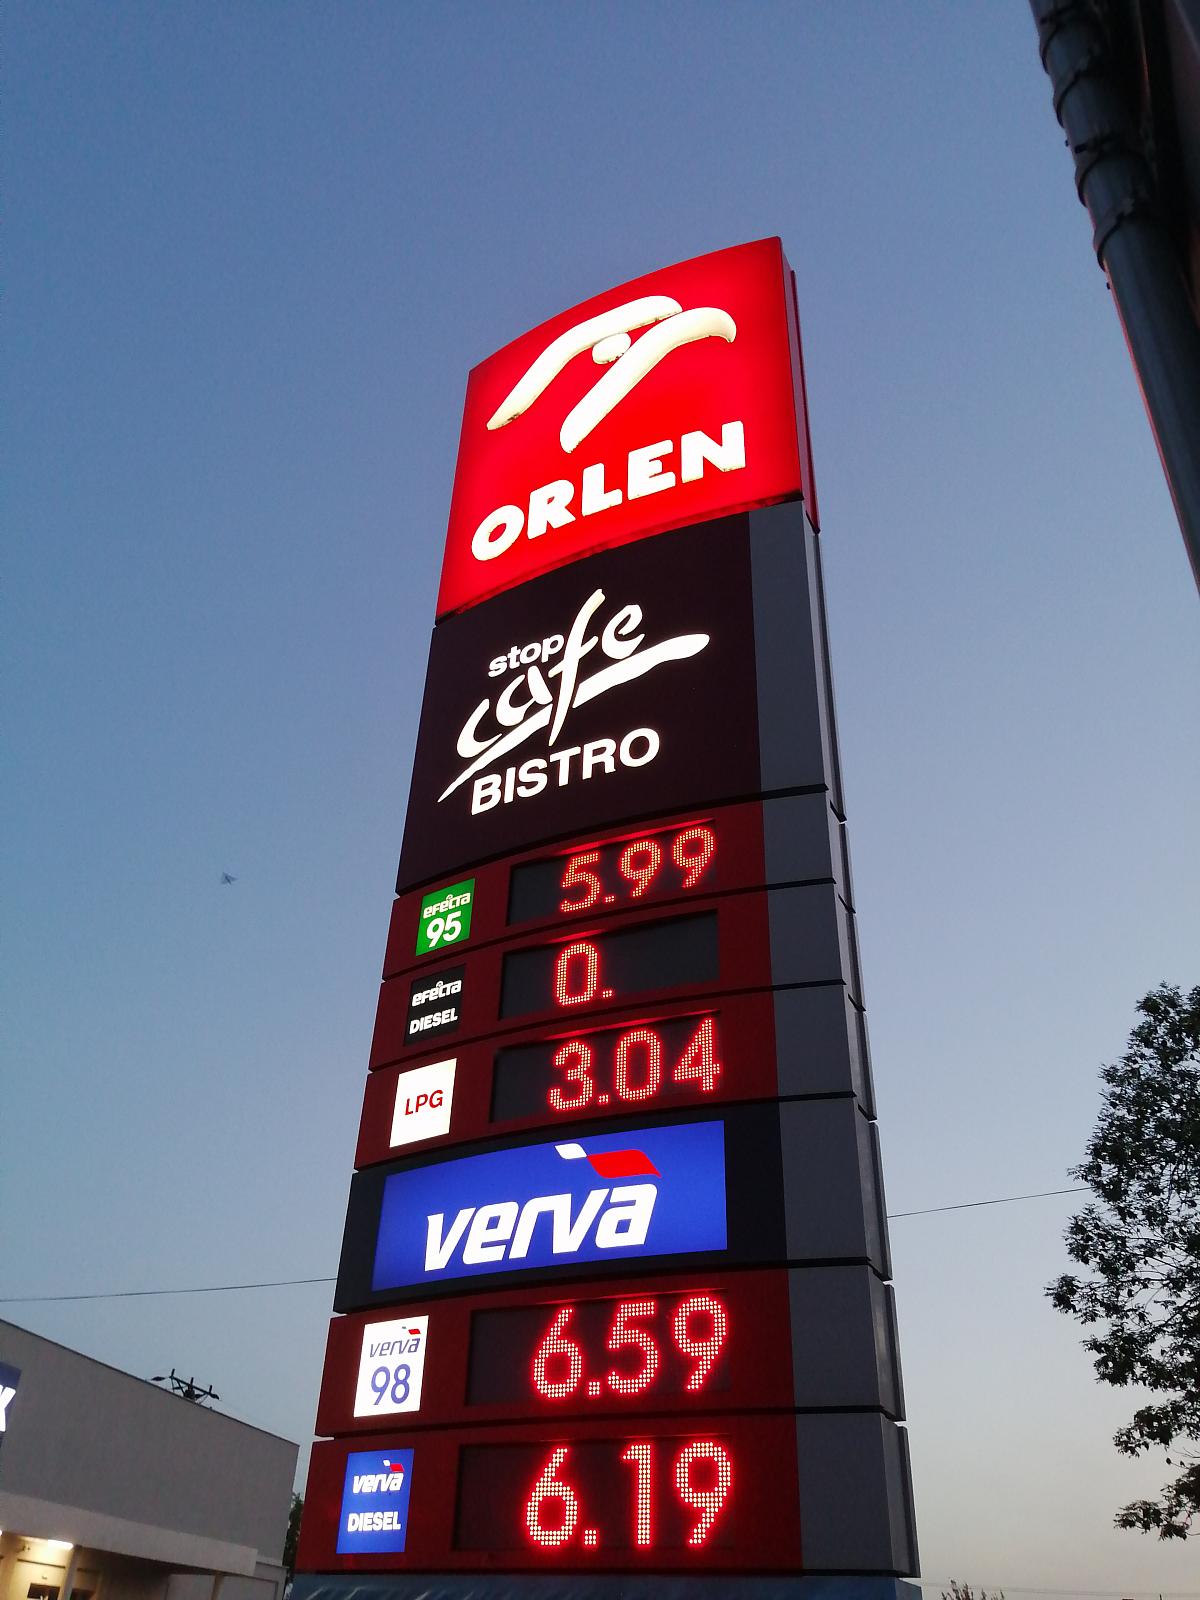 ORLEN
stop
cafe
BISTRO
EFECTA
95
5.99
EFECTA
DIESEL
0.
LPG
3.04
verva
verva
98
6.59
verva
DIESEL
6.19